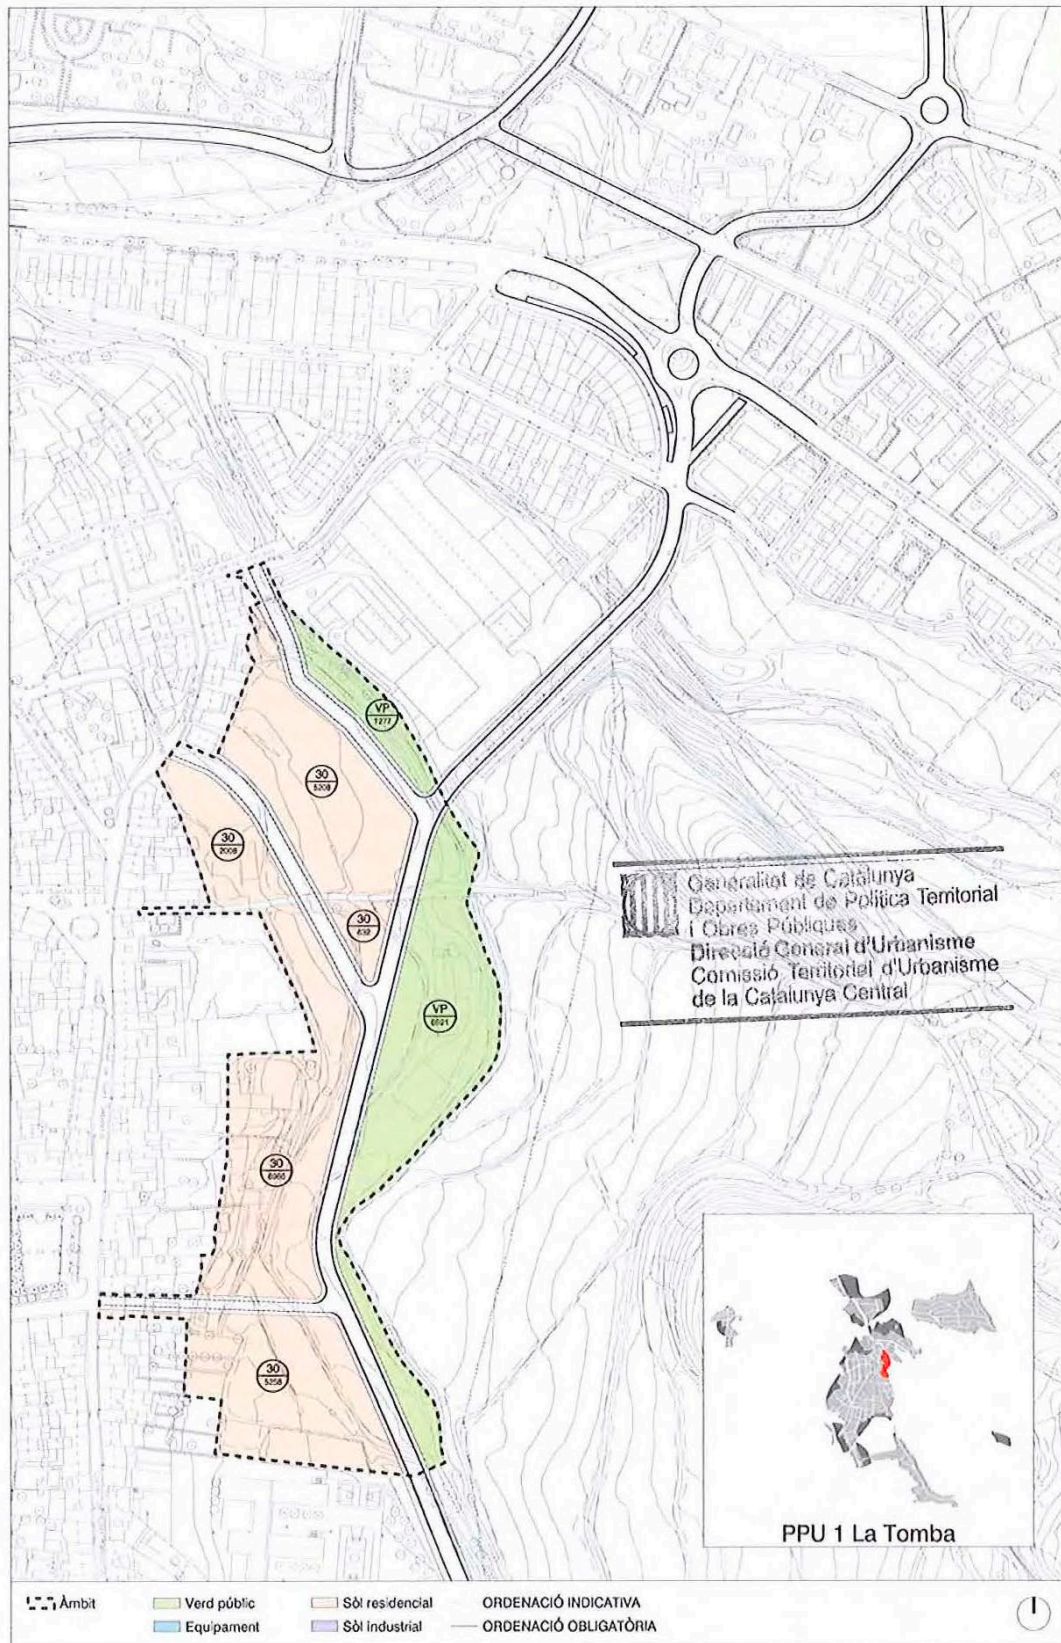 VP
1277
30
5208
30
2008
30
VP
30
30
5258
Generalitat de Catalunya
Departament de Política Territorial
i Obres Públiques
Direcció General d'Urbanisme
Comissió Territorial d'Urbanisme
de la Catalunya Central
PPU 1 La Tomba
Àmbit
Verd públic
Sòl residencial
ORDENACIÓ INDICATIVA
Equipament
Sòl industrial
ORDENACIÓ OBLIGATÒRIA